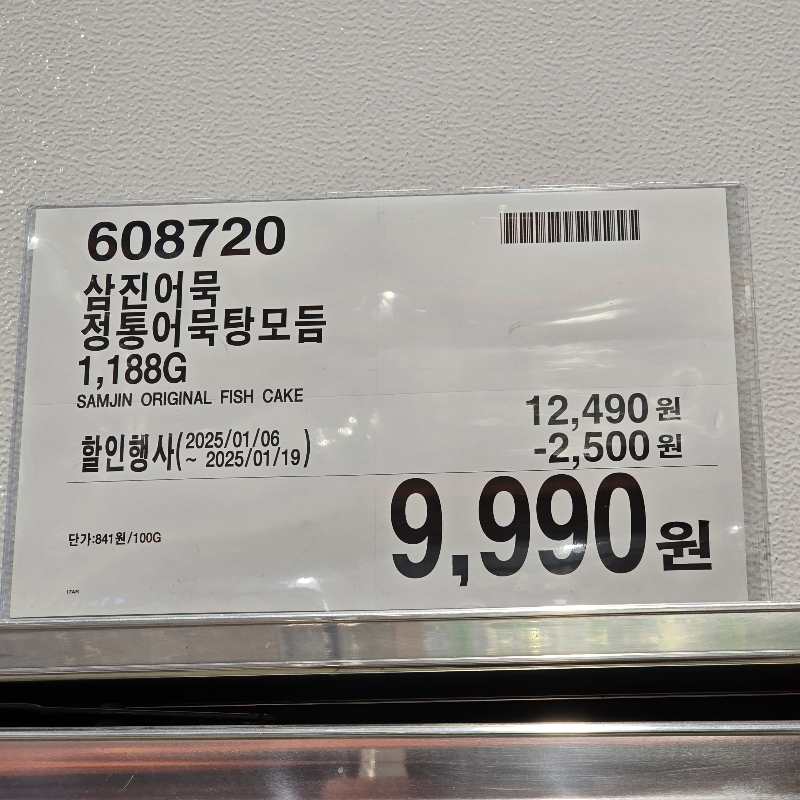 608720
삼진어묵
정통어묵탕모듬
1,188G
SAMJIN ORIGINAL FISH CAKE
12,490 원
할인행사(2025/01/06
~ 2025/01/19)
-2,500 원
9,990 원
단가:841원/100G